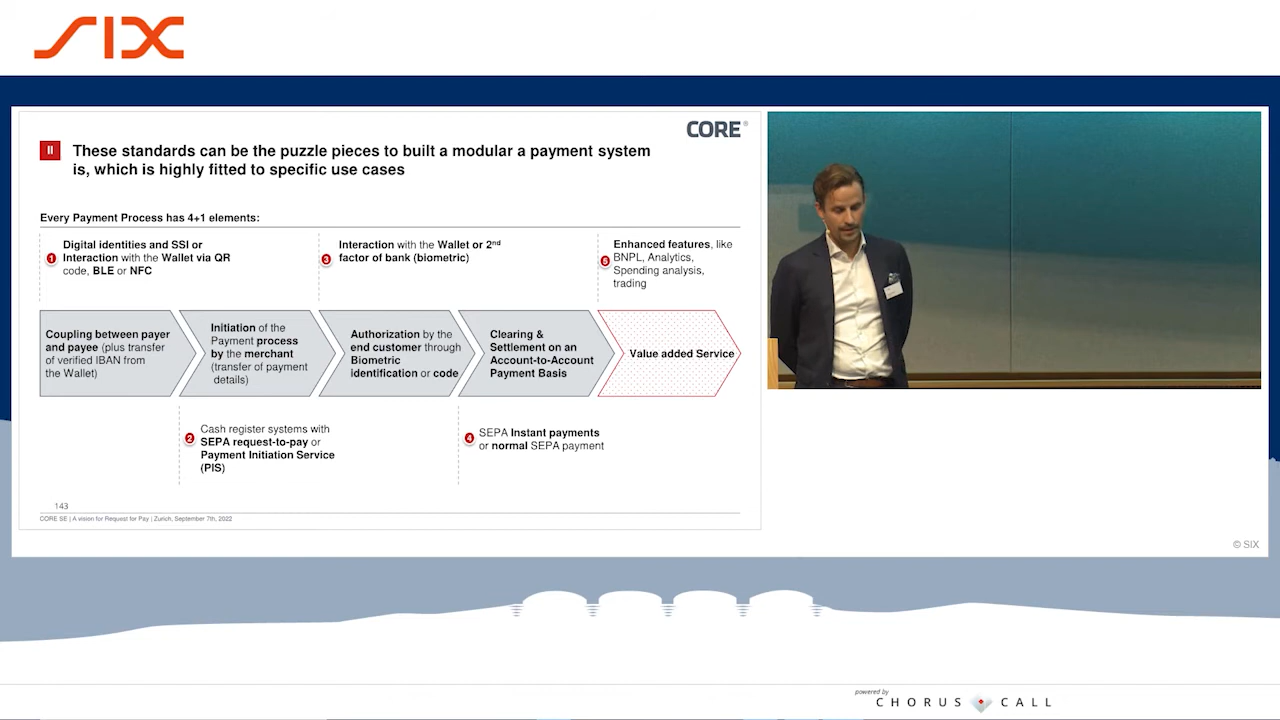 SIX
CORE®
II
These standards can be the puzzle pieces to built a modular a payment system
is, which is highly fitted to specific use cases
Every Payment Process has 4+1 elements:
1
Digital identities and SSI or
Interaction with the Wallet via QR
code, BLE or NFC
3
Interaction with the Wallet or 2nd
factor of bank (biometric)
5
Enhanced features, like
BNPL, Analytics,
Spending analysis,
trading
Coupling between payer
and payee (plus transfer
of verified IBAN from
the Wallet)
Initiation of the
Payment process
by the merchant
(transfer of payment
details)
Authorization by the
end customer through
Biometric
identification or code
Clearing &
Settlement on an
Account-to-Account
Payment Basis
Value added Service
2
Cash register systems with
SEPA request-to-pay or
Payment Initiation Service
(PIS)
4
SEPA Instant payments
or normal SEPA payment
143
CORE SE | A vision for Request for Pay | Zurich, September 7th, 2022
© SIX
powered by
CHORUS CALL